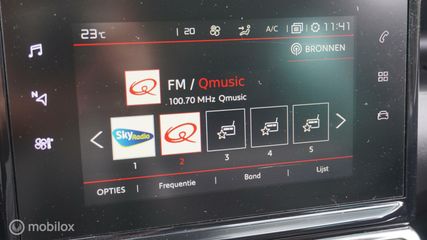 23°C
20
A/C
11:41
BRONNEN
FM / Qmusic
100.70 MHz Qmusic
Sky Radio
1
2
3
4
5
OPTIES
Frequentie
Band
Lijst
N
mobilox